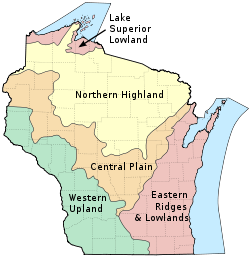 Lake
Superior
Lowland
Northern Highland
Central Plain
Western
Upland
Eastern
Ridges
& Lowlands